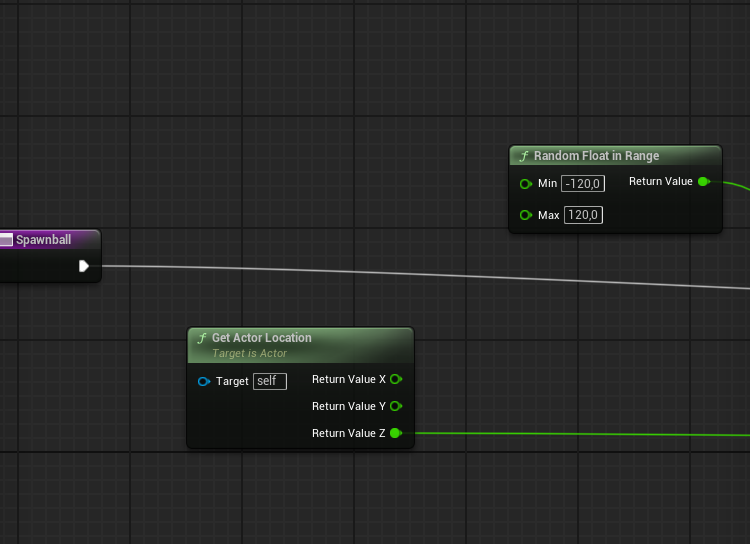 Random Float in Range
Min -120,0 Return Value
Max 120,0
Spawnball
Get Actor Location
Target is Actor
Target self Return Value X
Return Value Y
Return Value Z